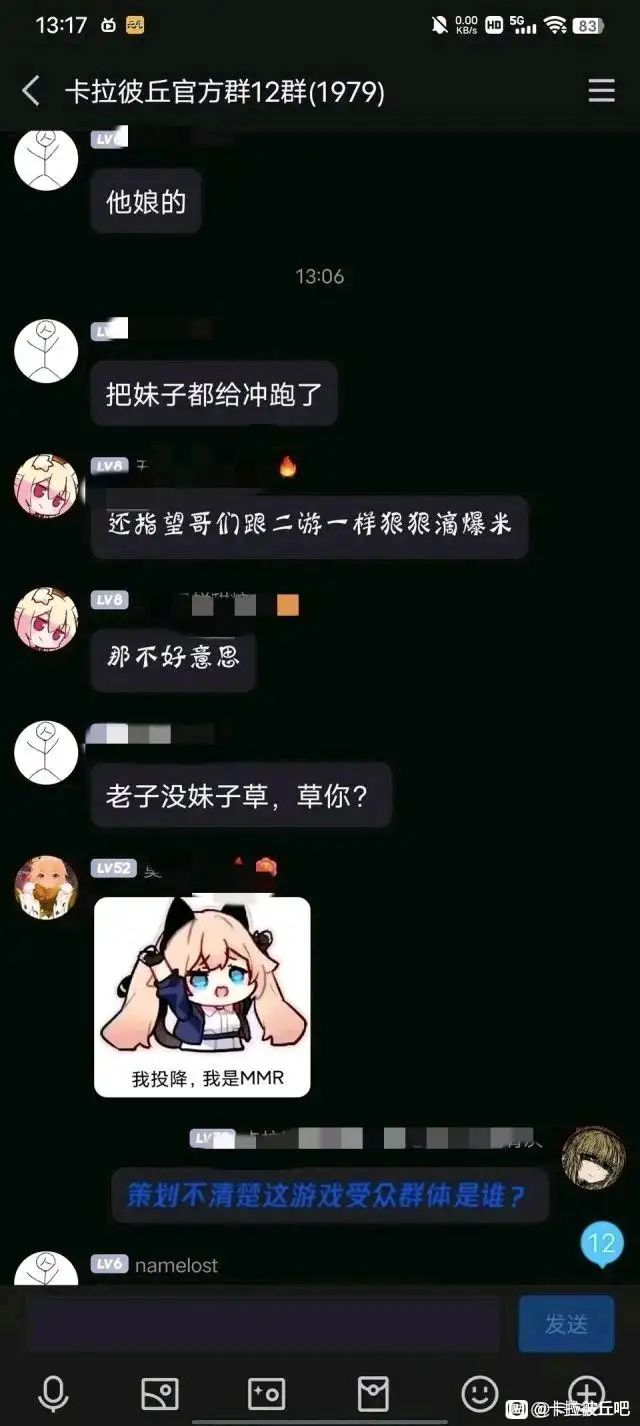 13:17
0.00
KB/s
HD
5G
83
卡拉彼丘官方群12群(1979)
他娘的
13:06
把妹子都给冲跑了
LV8
还指望哥们跟二游一样狠狠滴爆米
LV8
那不好意思
老子没妹子草，草你？
LV52
我投降，我是MMR
策划不清楚这游戏受众群体是谁？
12
LV6 namelost
发送
@卡拉彼丘吧